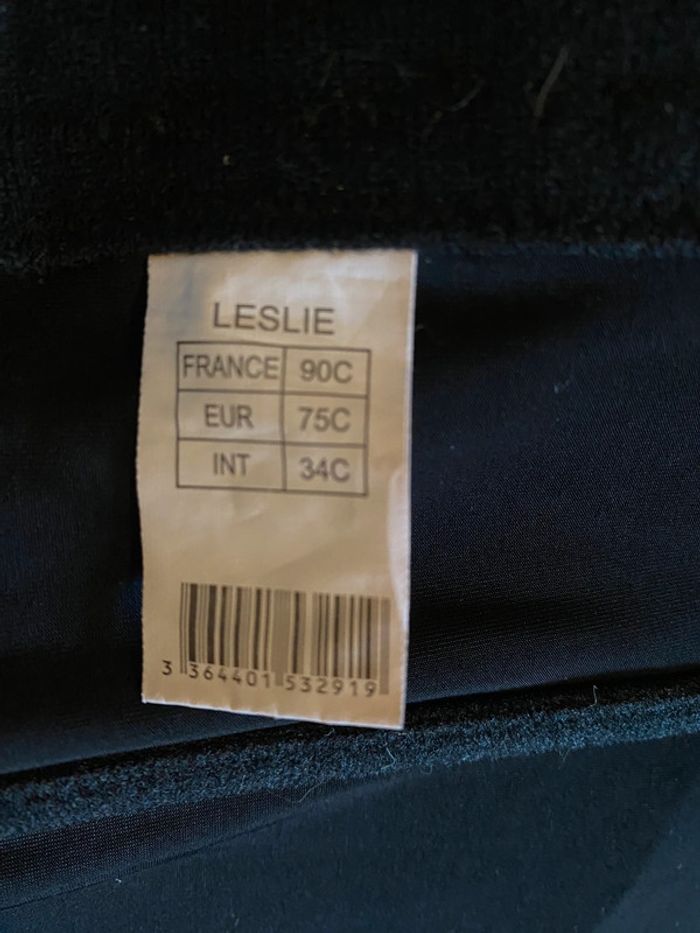 LESLIE
FRANCE 90C
EUR 75C
INT 34C
3 364401 532919